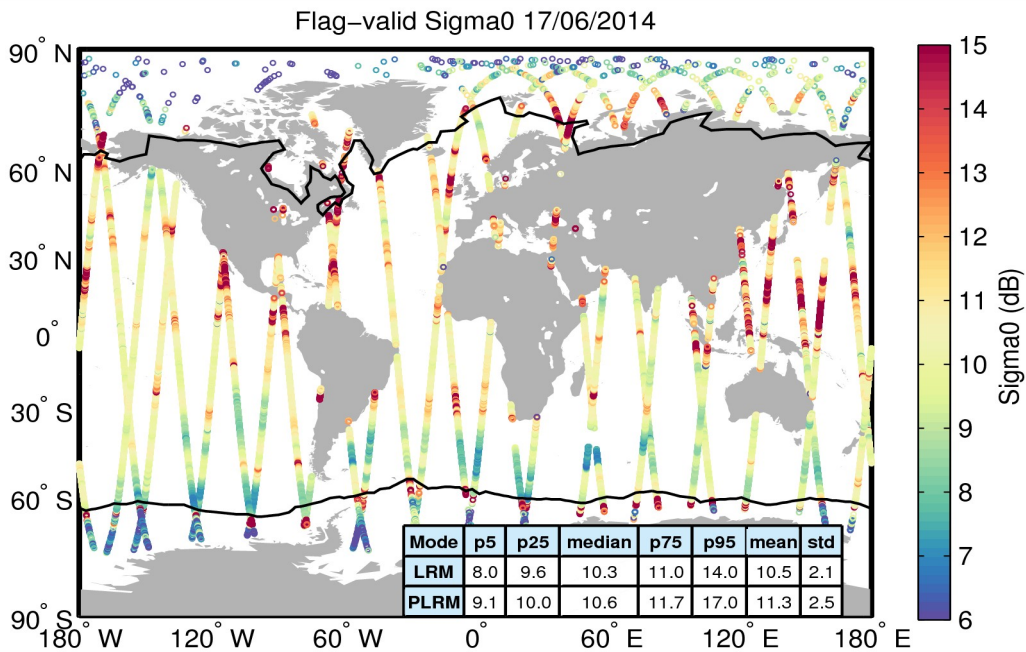 Flag−valid Sigma0 17/06/2014
90° N
60° N
30° N
0°
30° S
60° S
90° S
180° W
120° W
60° W
0°
60° E
120° E
180° E
Mode p5 p25 median p75 p95 mean std
LRM 8.0 9.6 10.3 11.0 14.0 10.5 2.1
PLRM 9.1 10.0 10.6 11.7 17.0 11.3 2.5
15
14
13
12
11
10
9
8
7
6
Sigma0 (dB)